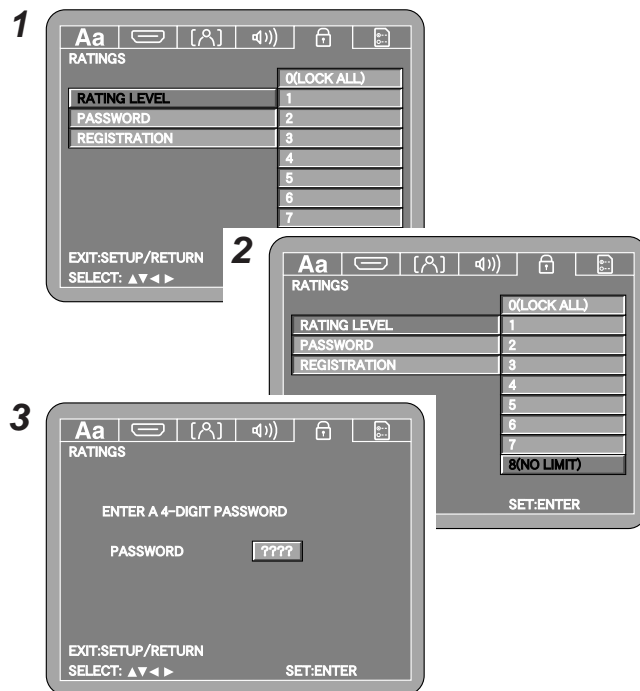 1
Aa
RATINGS
0(LOCK ALL)
RATING LEVEL 1
PASSWORD 2
REGISTRATION 3
4
5
6
7
EXIT:SETUP/RETURN
SELECT: ▲▼◄ ►
2
Aa
RATINGS
0(LOCK ALL)
RATING LEVEL 1
PASSWORD 2
REGISTRATION 3
4
5
6
7
8(NO LIMIT)
SET:ENTER
3
Aa
RATINGS
ENTER A 4-DIGIT PASSWORD
PASSWORD ????
EXIT:SETUP/RETURN
SELECT: ▲▼◄ ► SET:ENTER